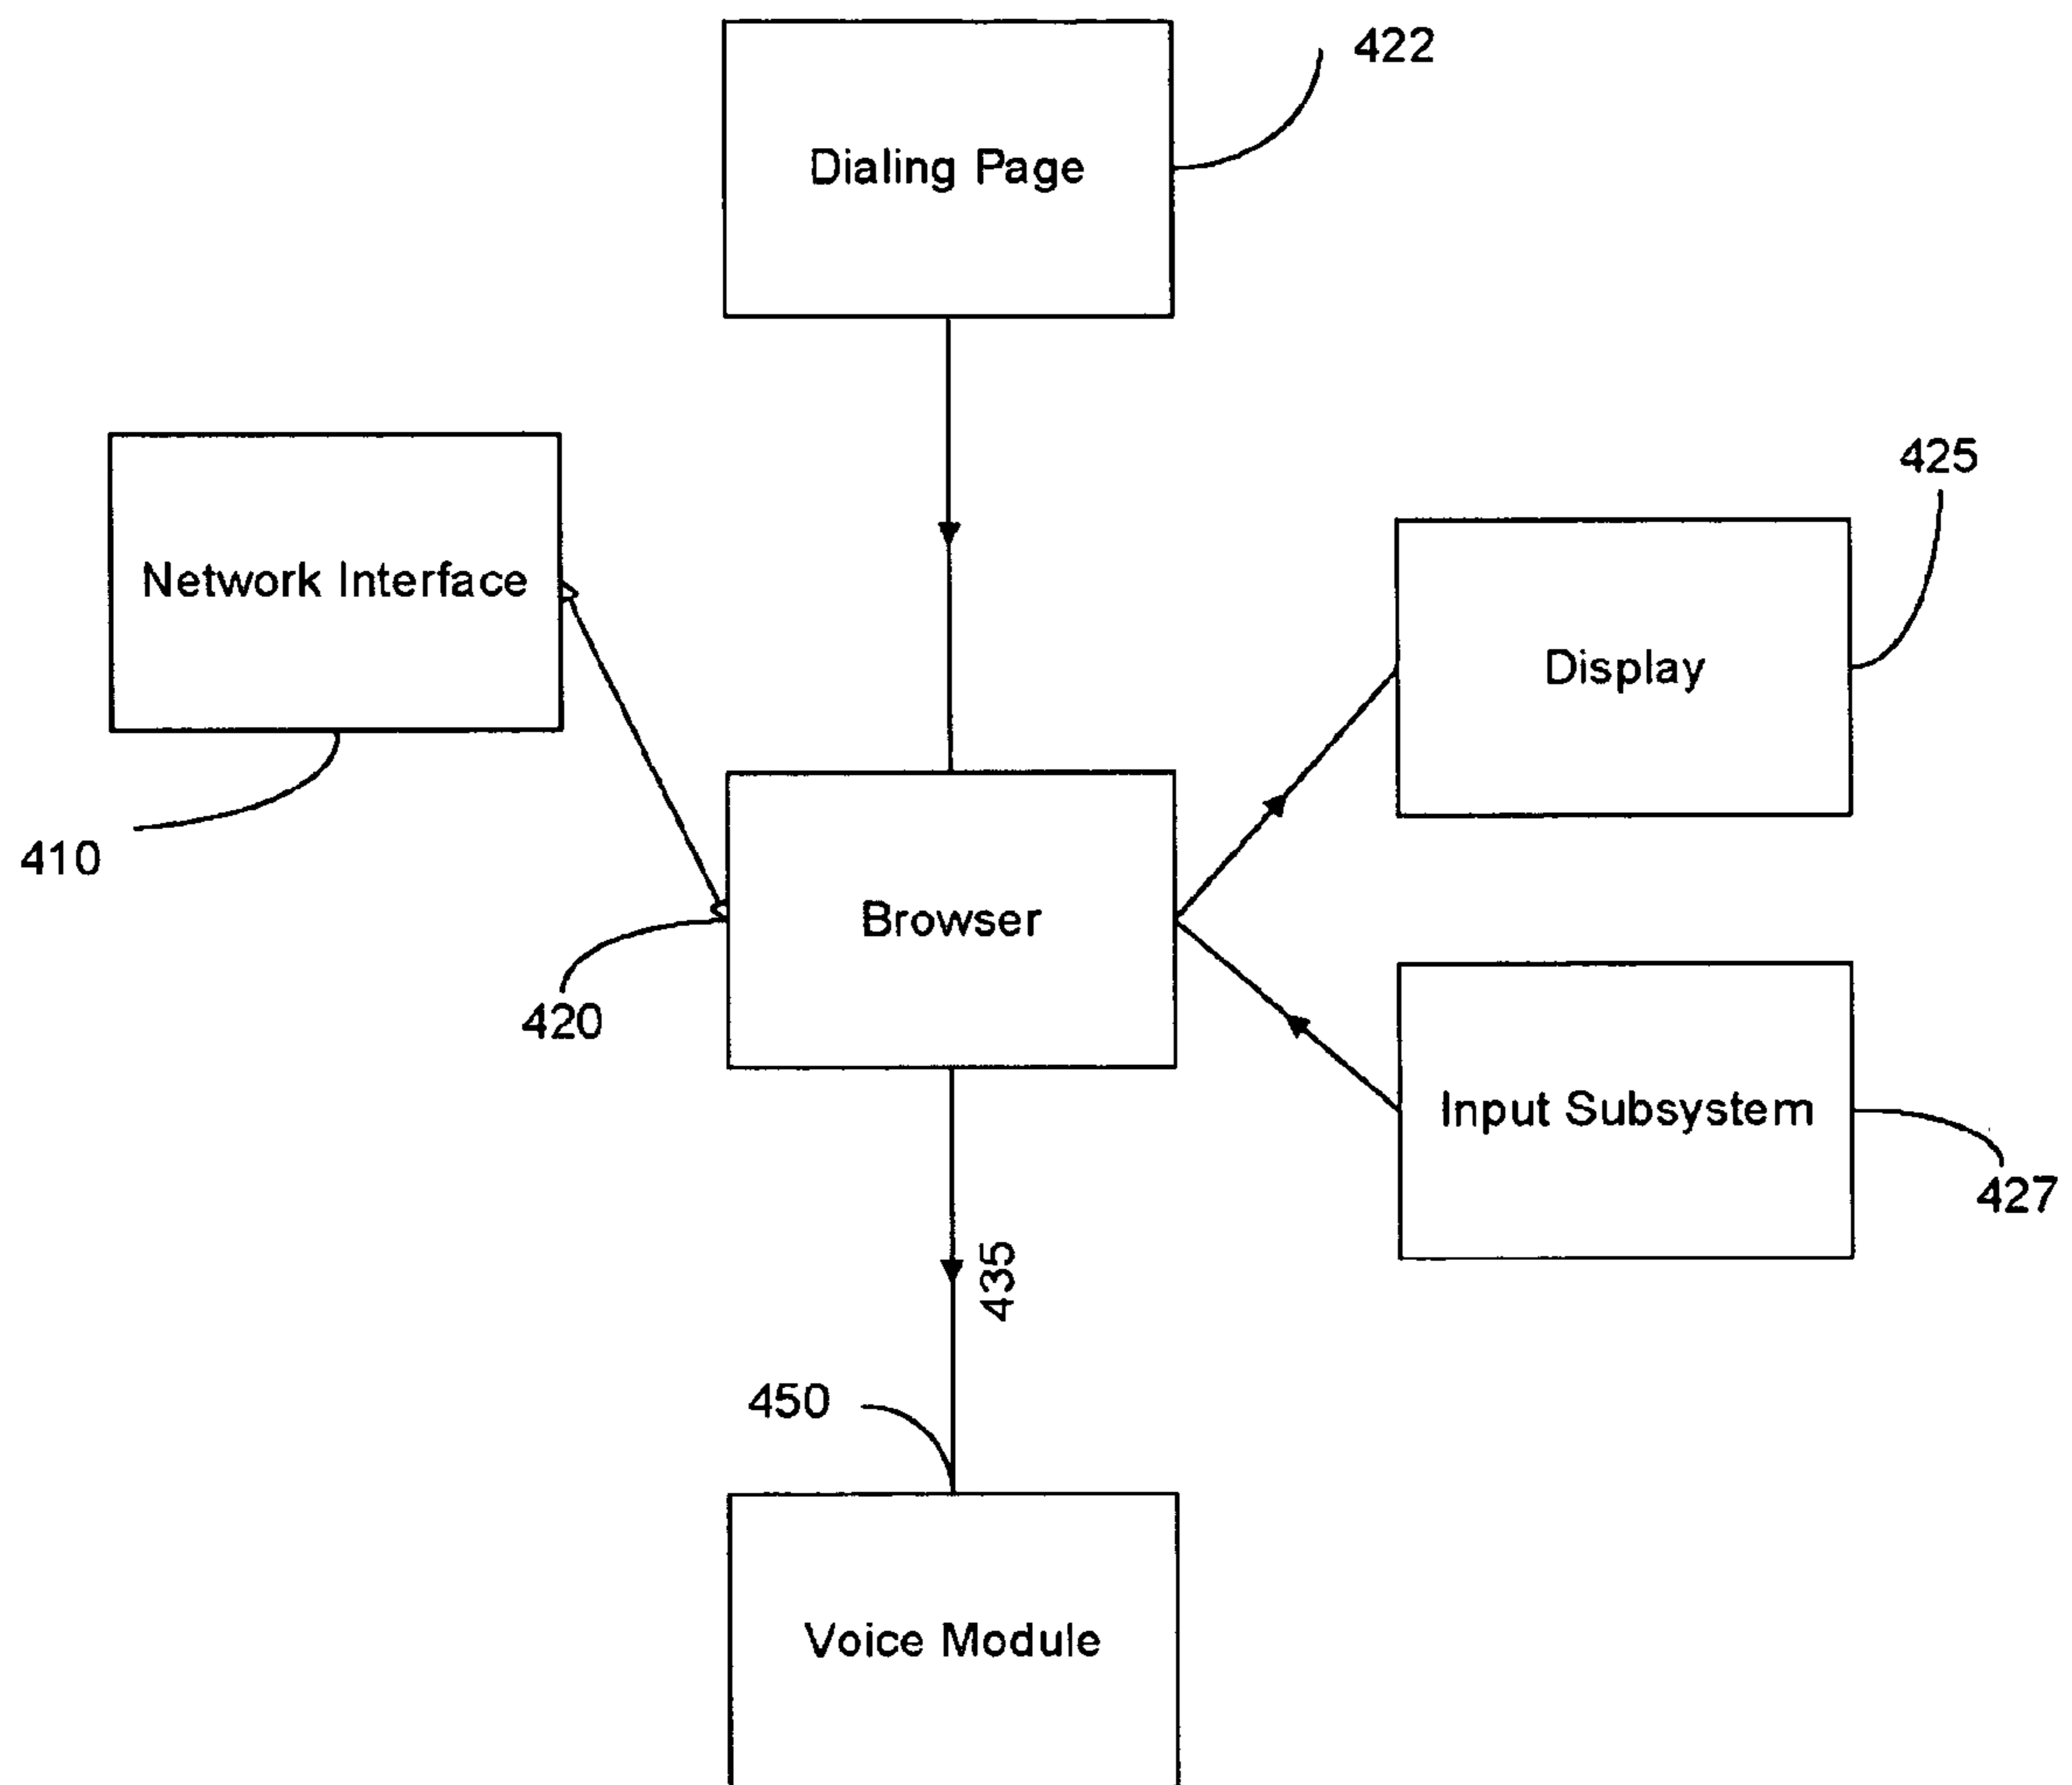 422
Dialing Page
425
Network Interface
Display
410
Browser
420
Input Subsystem
427
435
450
Voice Module